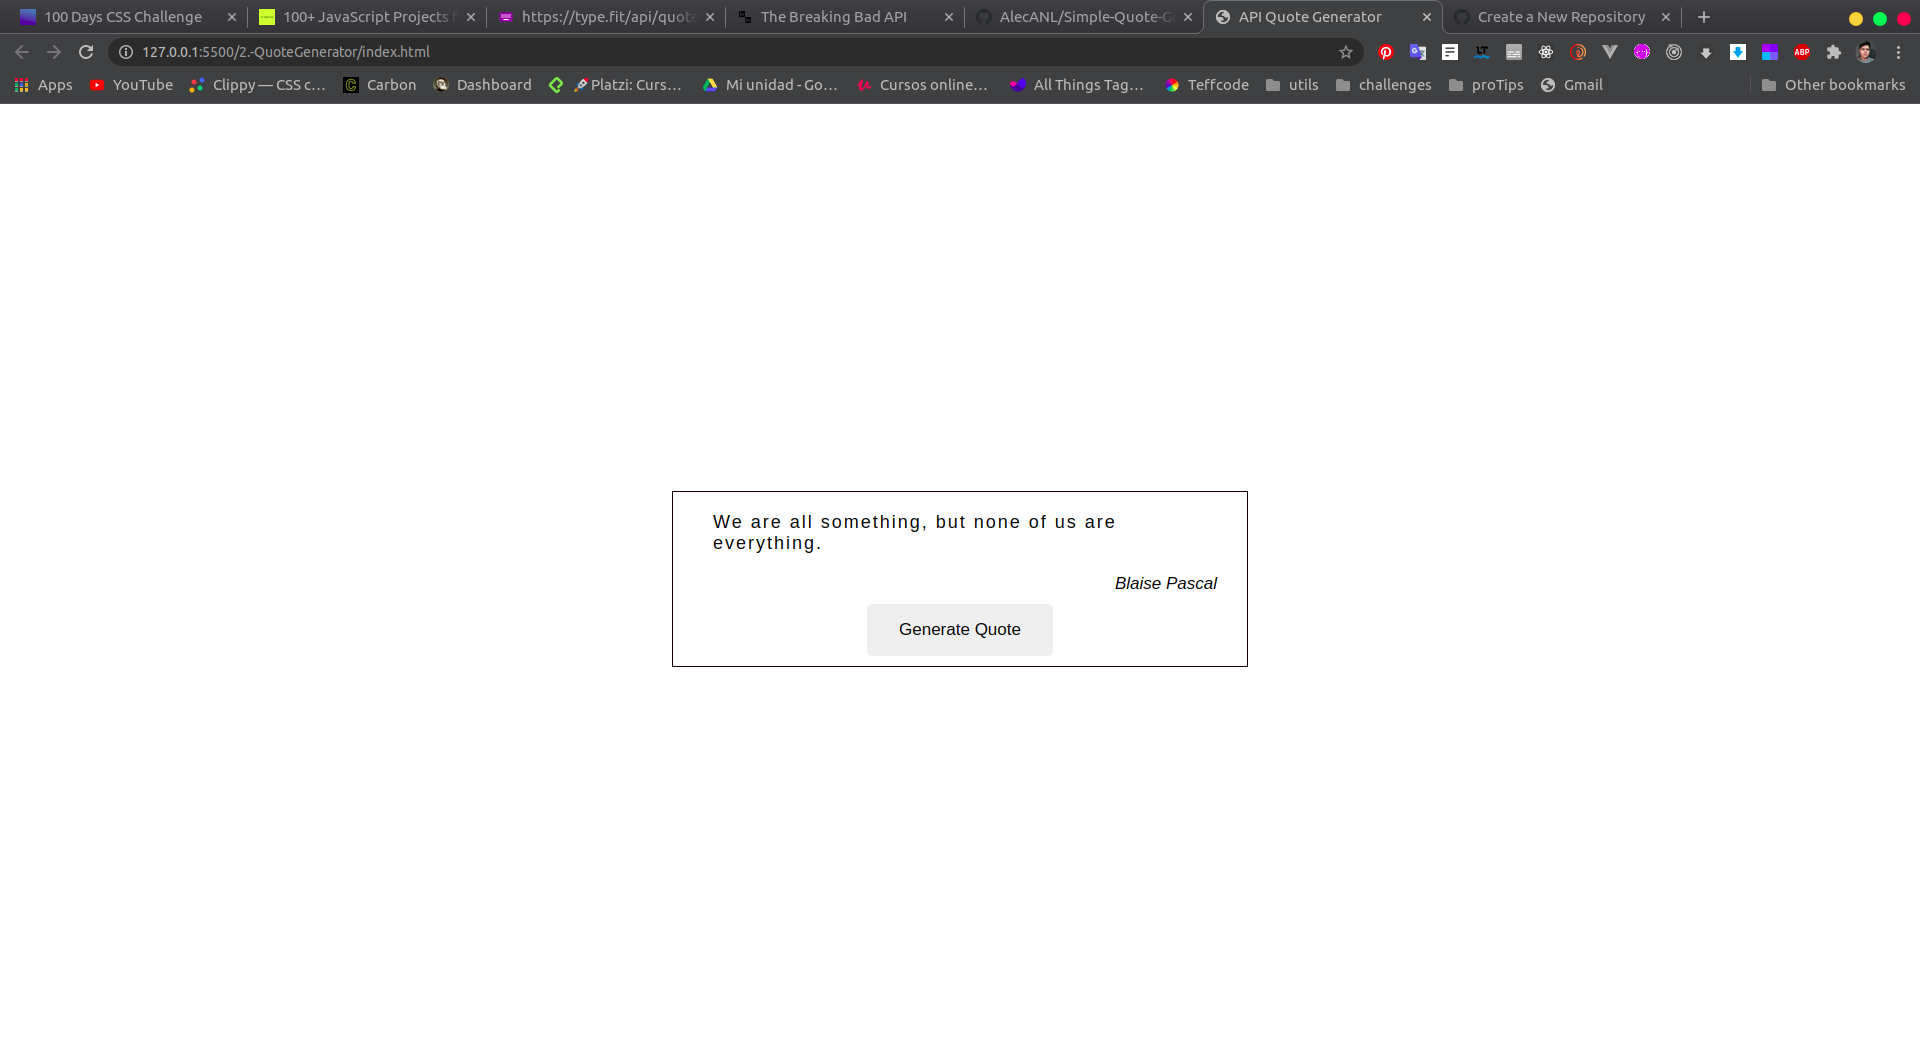 100 Days CSS Challenge
100+ JavaScript Projects
https://type.fit/api/quote
The Breaking Bad API
AlecANL/Simple-Quote-G
API Quote Generator
Create a New Repository
127.0.0.1:5500/2.-QuoteGenerator/index.html
LT
ABP
Apps
YouTube
Clippy — CSS c...
Carbon
Dashboard
Platzi: Curs...
Mi unidad - Go...
Cursos online...
All Things Tag...
Teffcode
utils
challenges
proTips
Gmail
Other bookmarks
We are all something, but none of us are
everything.
Blaise Pascal
Generate Quote